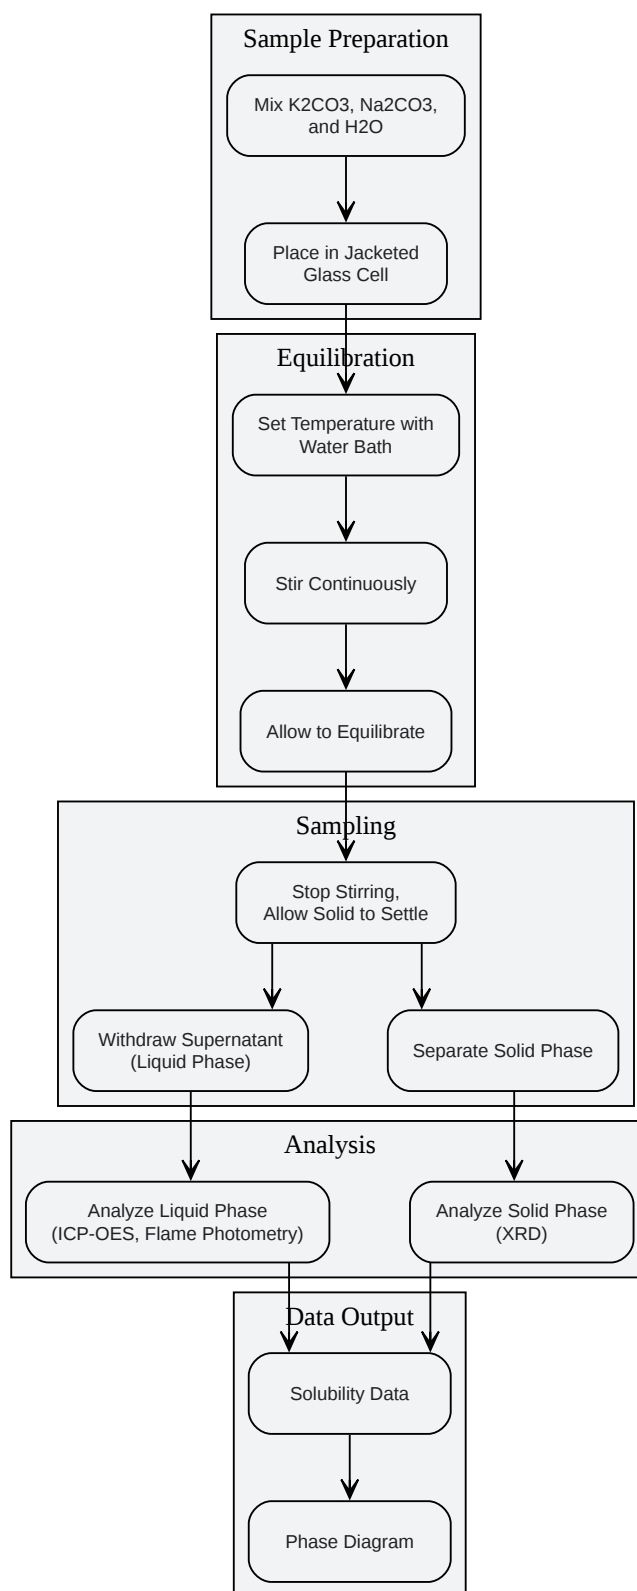 Sample Preparation
Mix K2CO3, Na2CO3,
and H2O
Place in Jacketed
Glass Cell
Equilibration
Set Temperature with
Water Bath
Stir Continuously
Allow to Equilibrate
Sampling
Stop Stirring,
Allow Solid to Settle
Withdraw Supernatant
(Liquid Phase)
Separate Solid Phase
Analysis
Analyze Liquid Phase
(ICP-OES, Flame Photometry)
Analyze Solid Phase
(XRD)
Data Output
Solubility Data
Phase Diagram